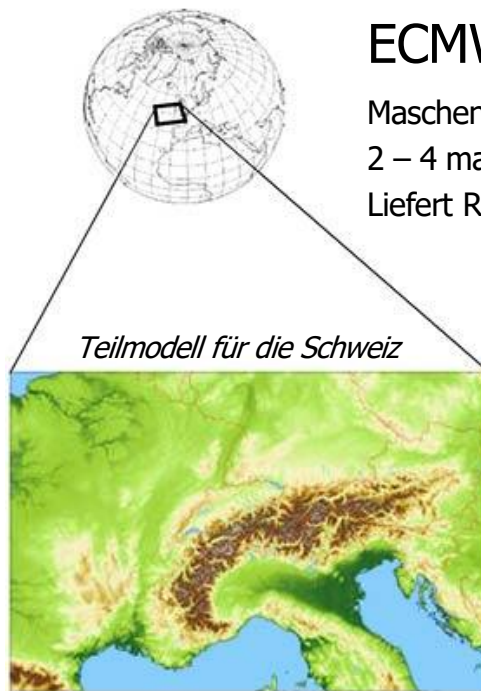 ECMW
Maschen
2 – 4 ma
Liefert R
Teilmodell für die Schweiz